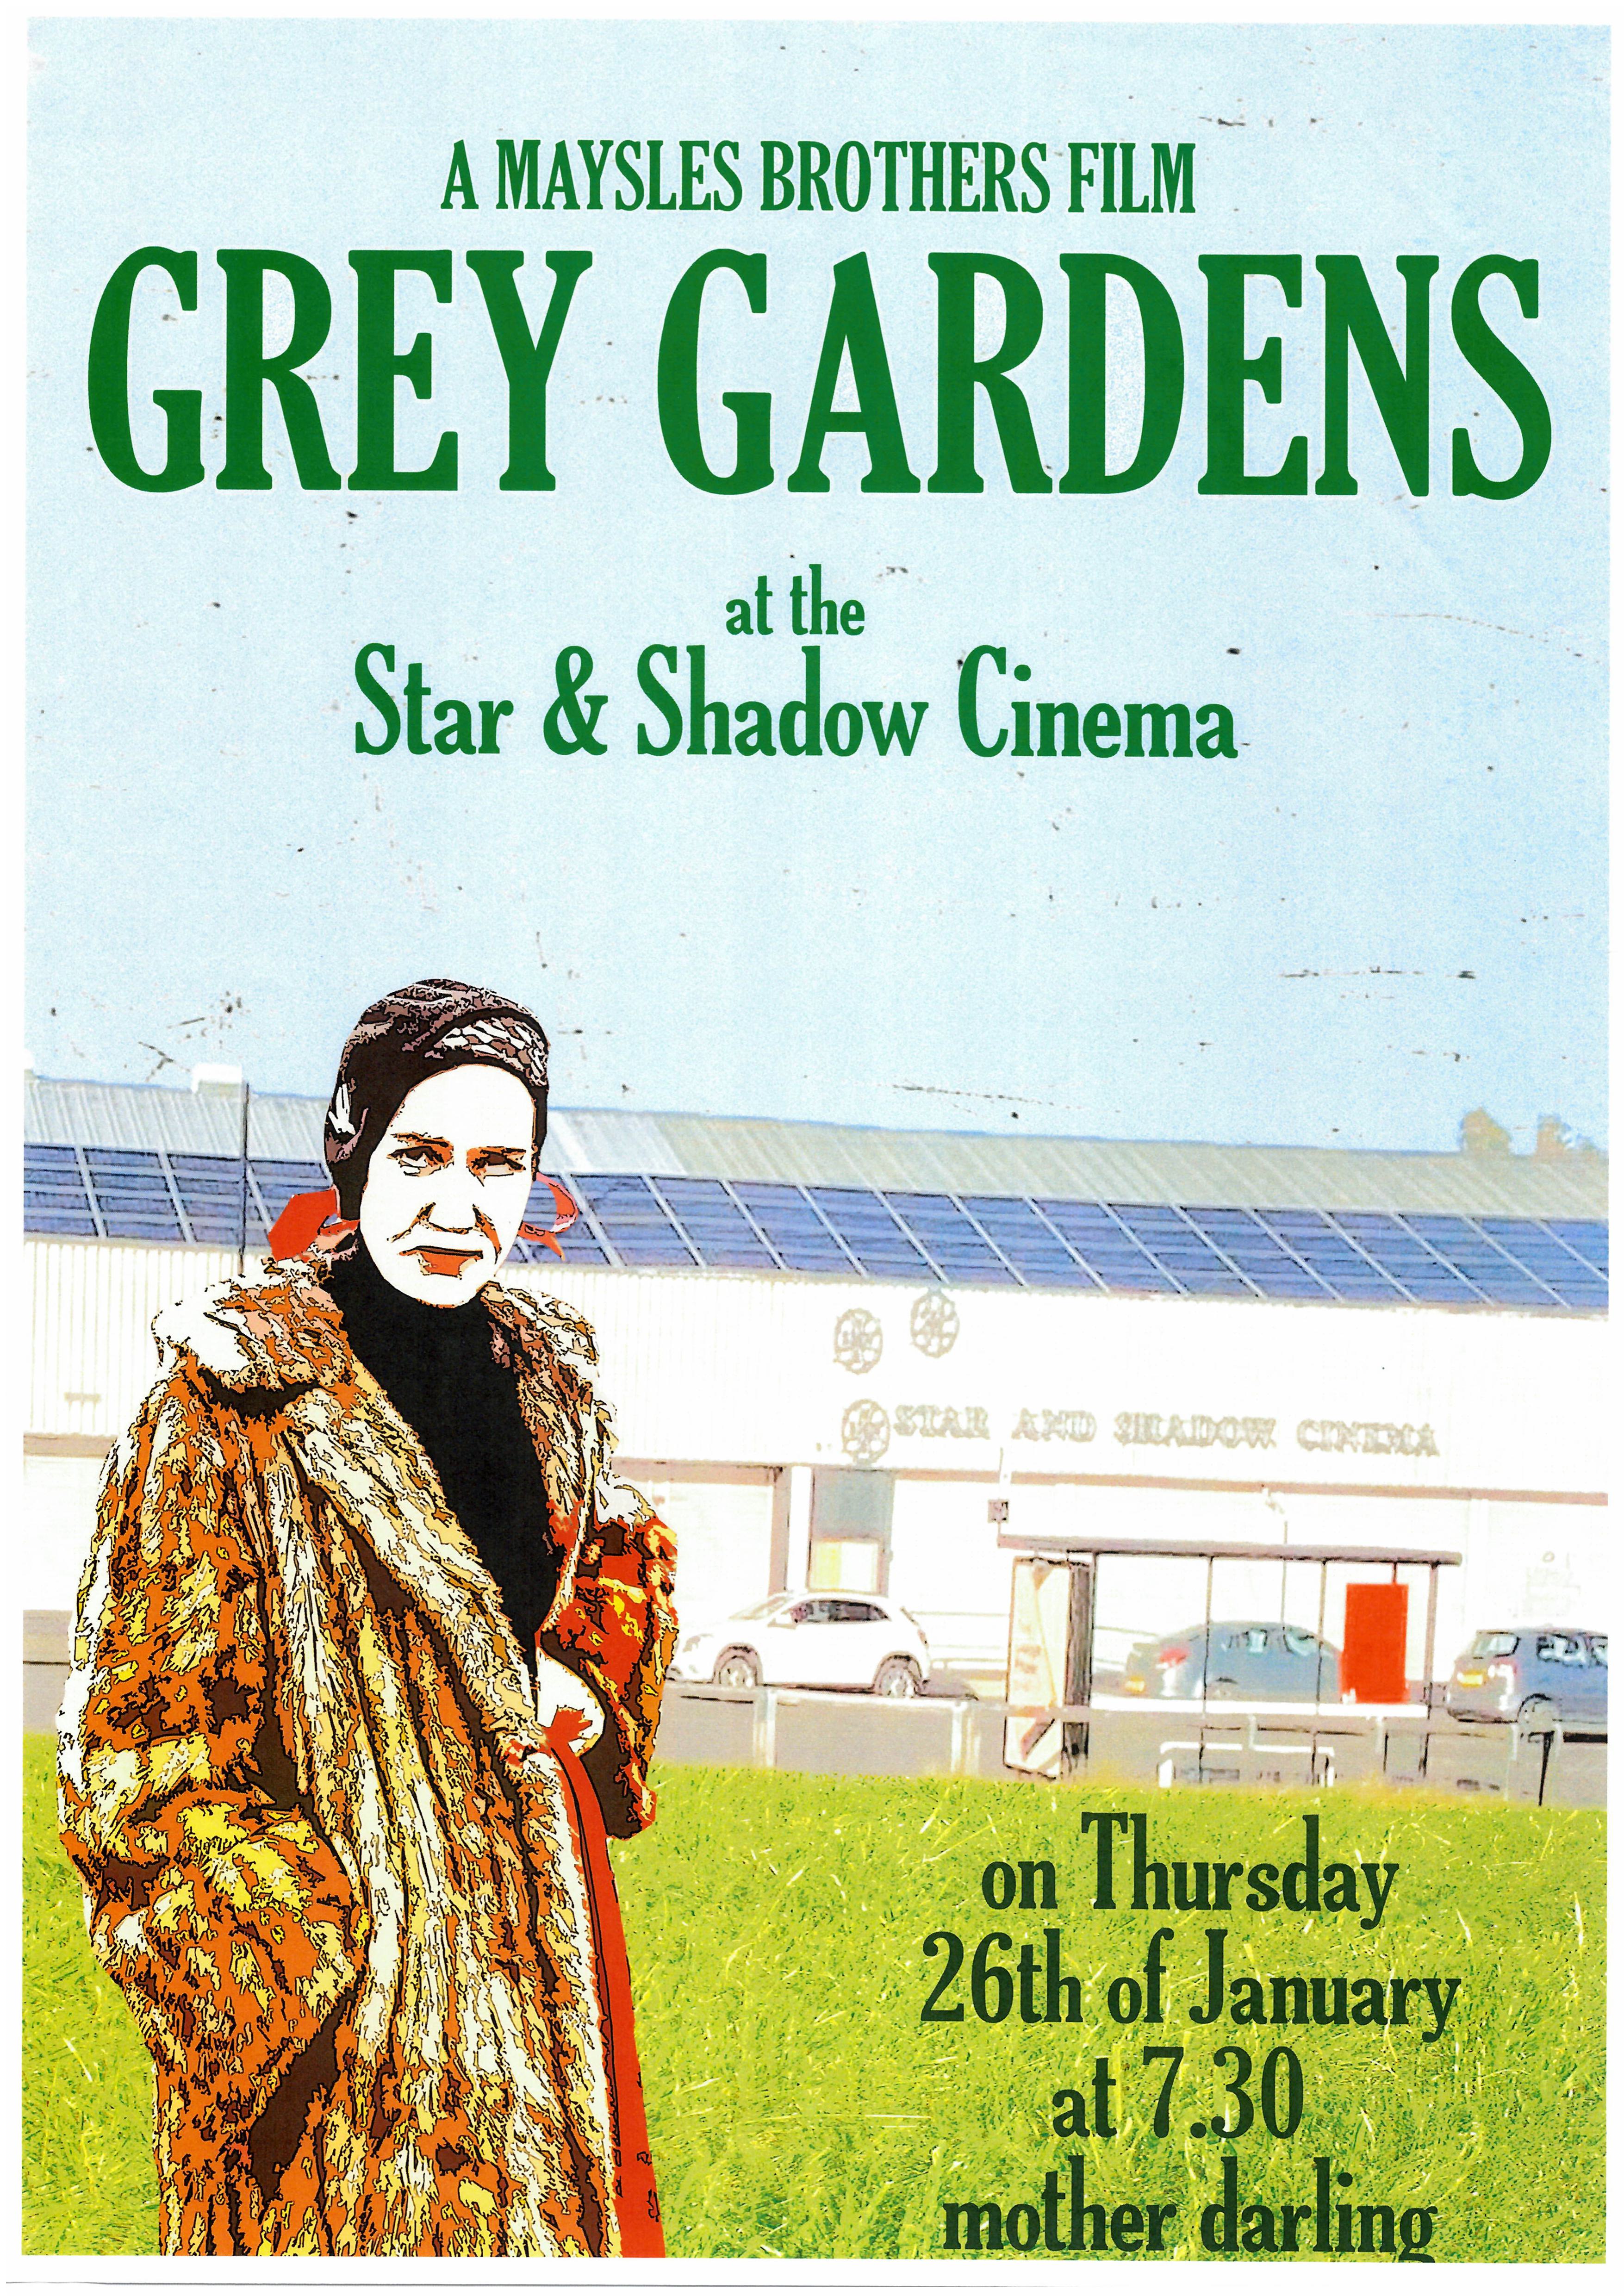 A MAYSLES BROTHERS FILM
GREY GARDENS
at the
Star & Shadow Cinema
STAR AND SHADOW CINEMA
on Thursday
26th of January
at 7.30
mother darling